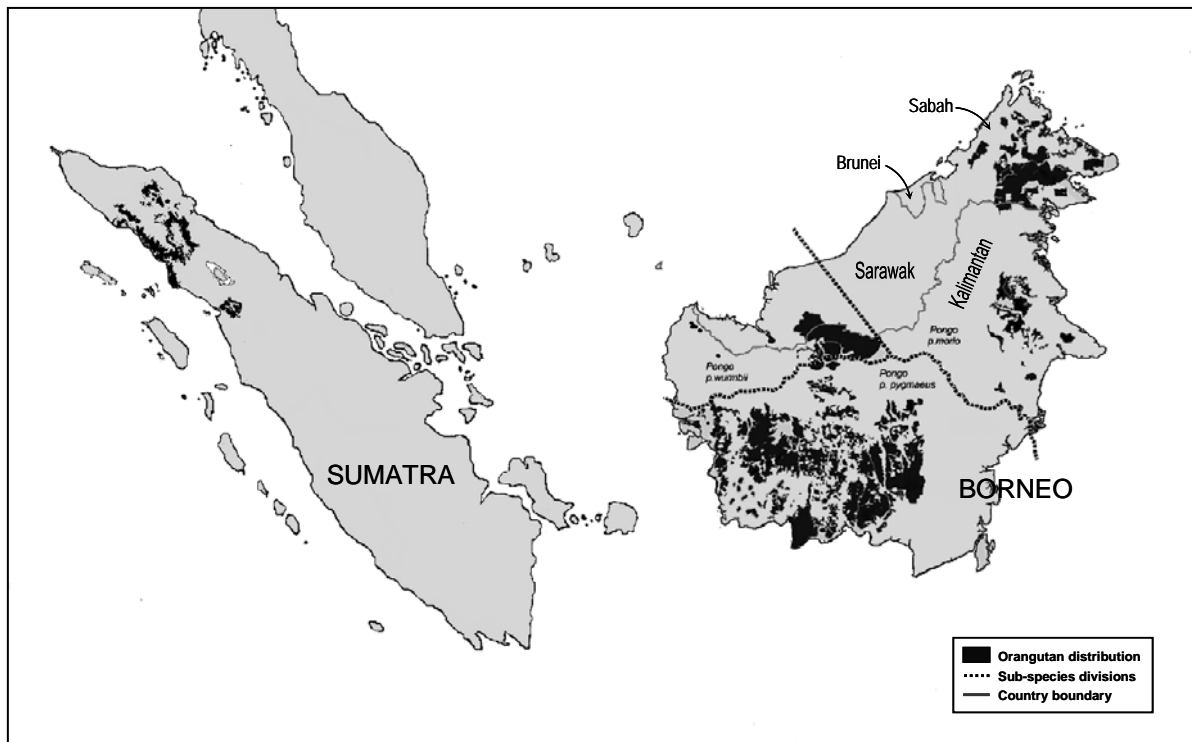 Sabah
Brunei
Sarawak
Kalimantan
Pongo
p.morio
Pongo
p.wurmbii
Pongo
p. pygmaeus
SUMATRA
BORNEO
Orangutan distribution
Sub-species divisions
Country boundary